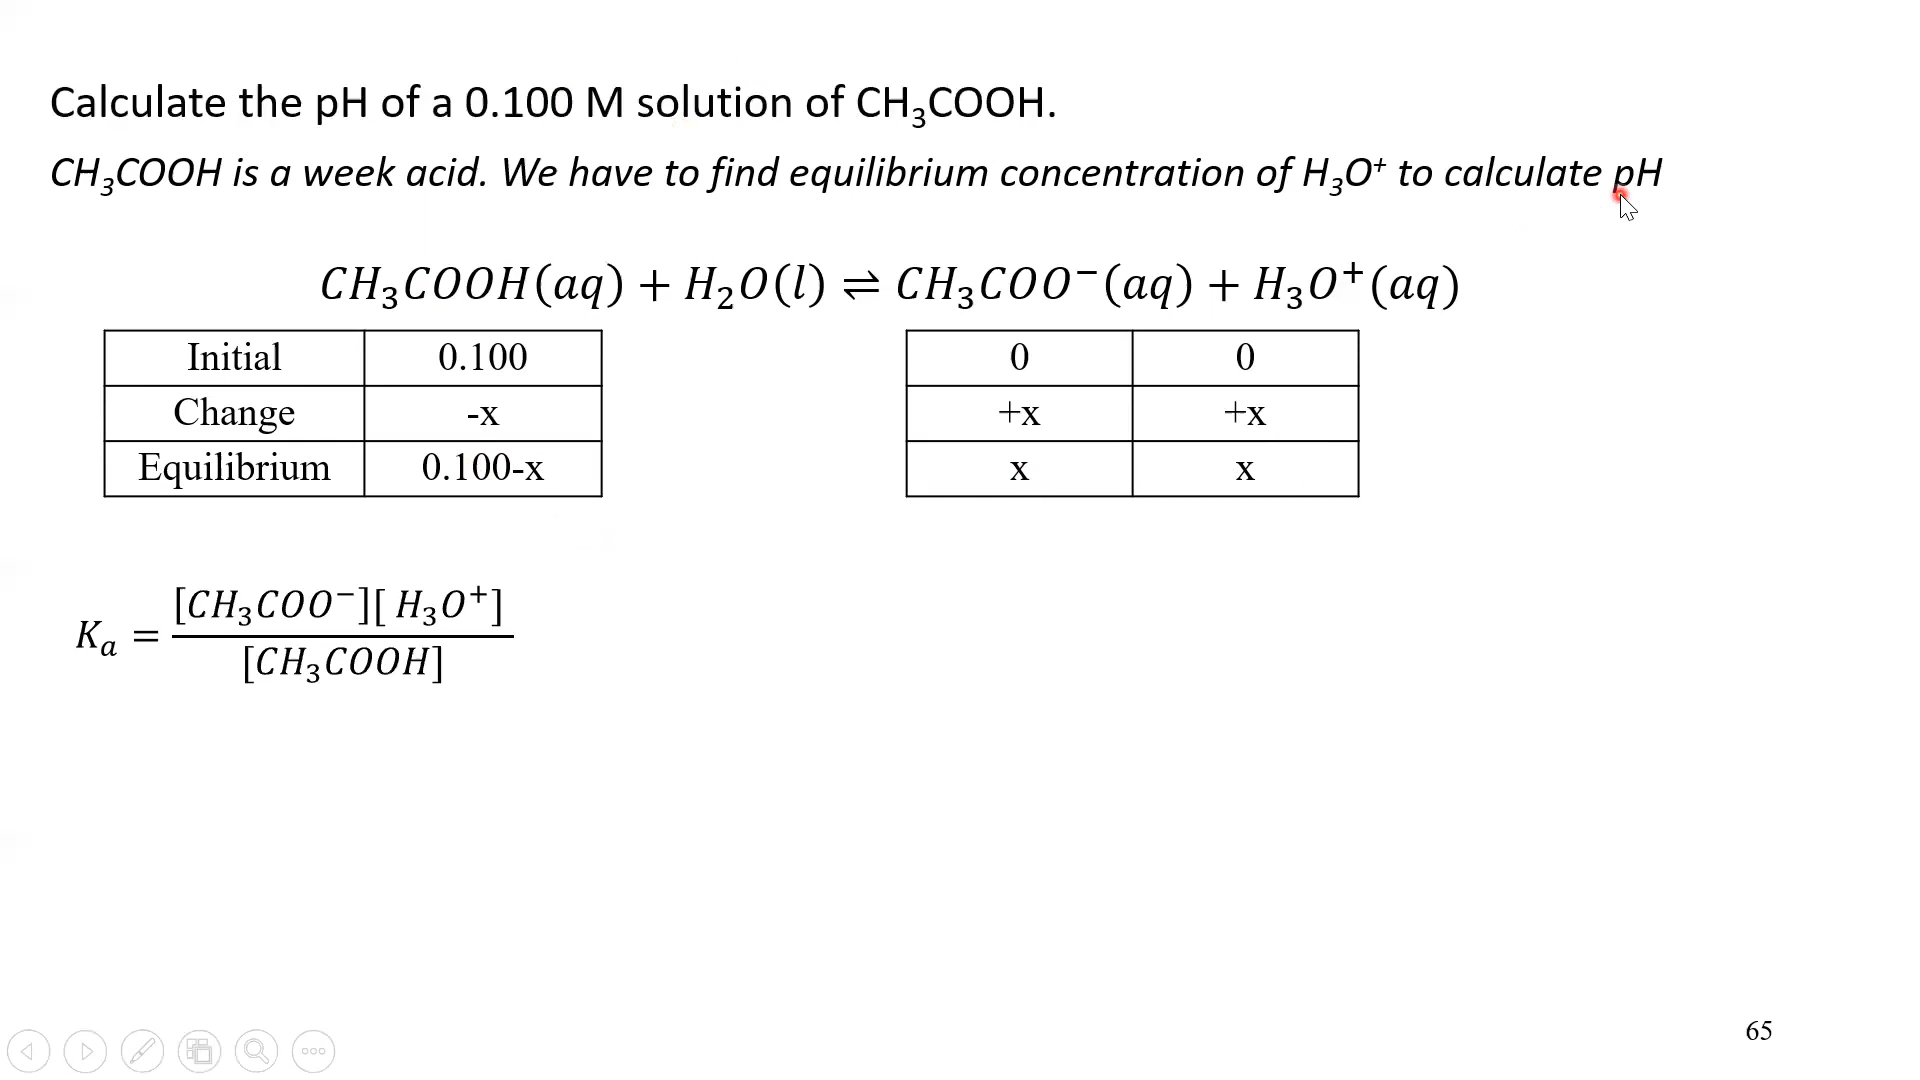 Calculate the pH of a 0.100 M solution of CH₃COOH.
CH₃COOH is a week acid. We have to find equilibrium concentration of H₃O⁺ to calculate pH
CH₃COOH(aq) + H₂O(l) ⇌ CH₃COO⁻(aq) + H₃O⁺(aq)
Initial 0.100 0 0
Change -x +x +x
Equilibrium 0.100-x x x
[CH₃COO⁻][ H₃O⁺]
Kₐ =
[CH₃COOH]
65